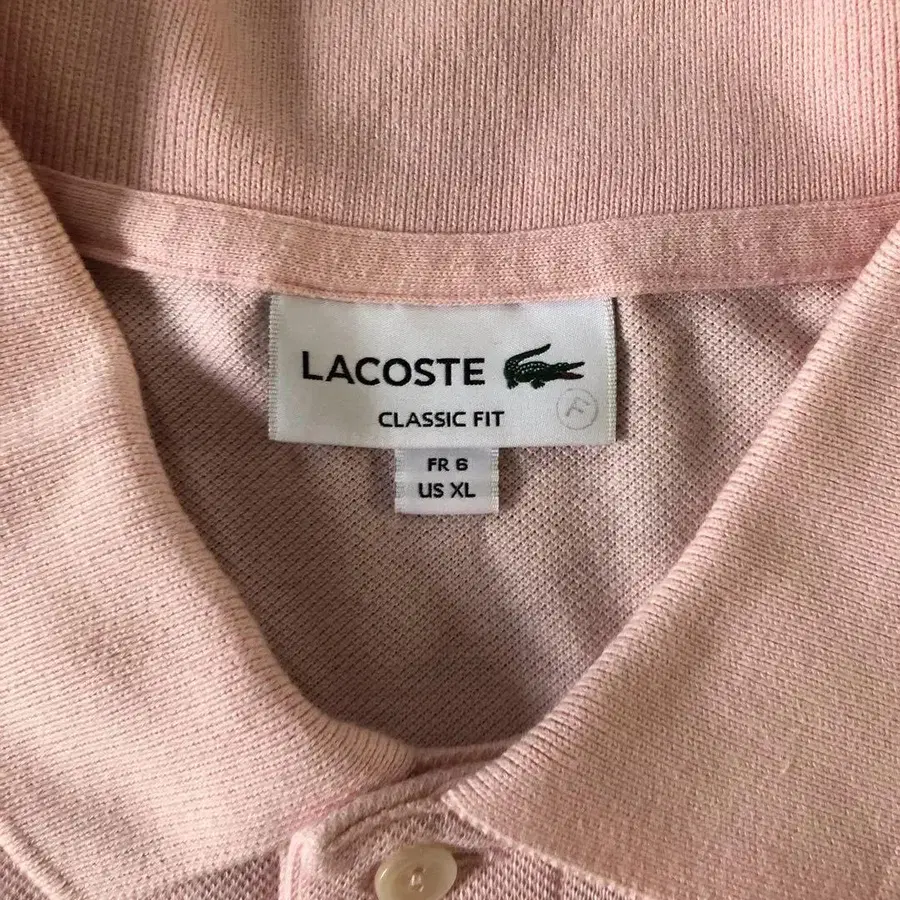 LACOSTE
CLASSIC FIT
FR 6
US XL